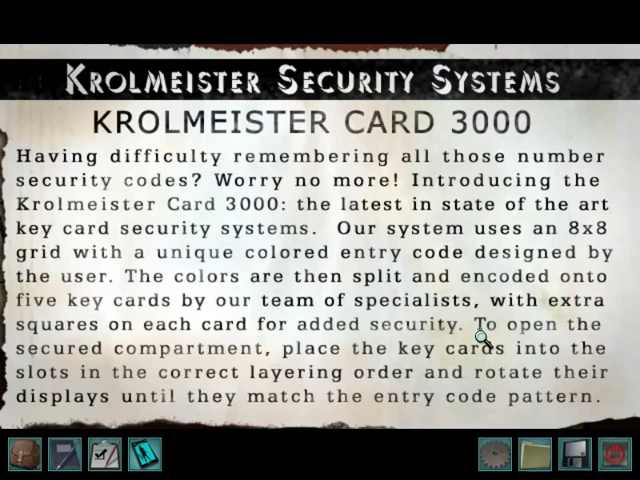 Krolmeister Security Systems
KROLMEISTER CARD 3000
Having difficulty remembering all those number
security codes? Worry no more! Introducing the
Krolmeister Card 3000: the latest in state of the art
key card security systems. Our system uses an 8x8
grid with a unique colored entry code designed by
the user. The colors are then split and encoded onto
five key cards by our team of specialists, with extra
squares on each card for added security. To open the
secured compartment, place the key cards into the
slots in the correct layering order and rotate their
displays until they match the entry code pattern.